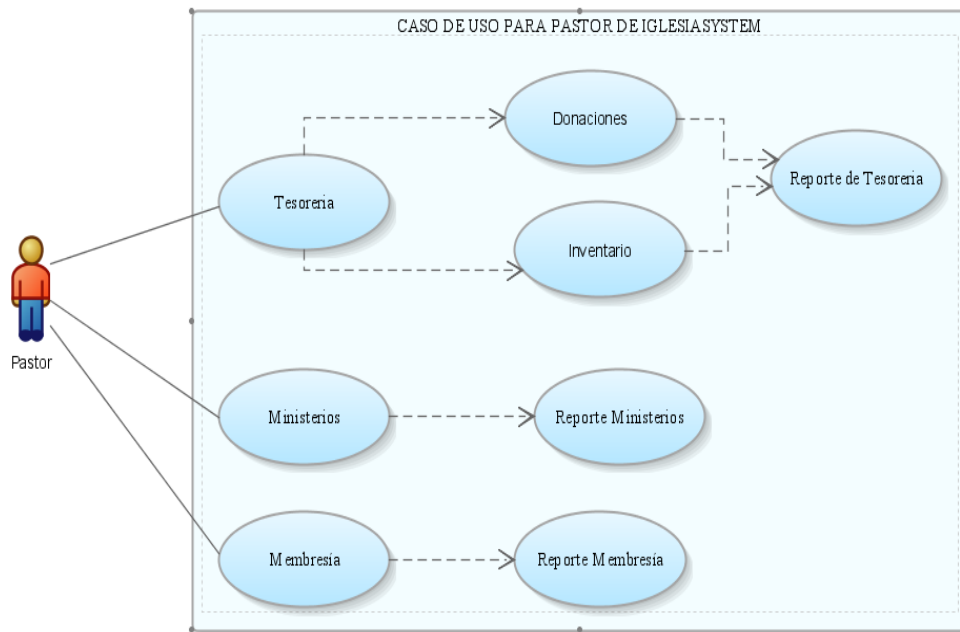 CASO DE USO PARA PASTOR DE IGLESIASYSTEM
Donaciones
Reporte de Tesoreria
Tesoreria
Inventario
Pastor
Ministerios
Reporte Ministerios
Membresía
Reporte Membresía